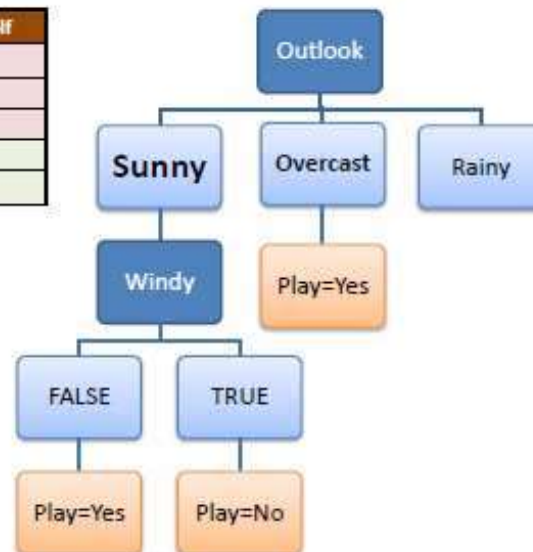 Outlook
Sunny
Overcast
Rainy
Windy
Play=Yes
FALSE
TRUE
Play=Yes
Play=No